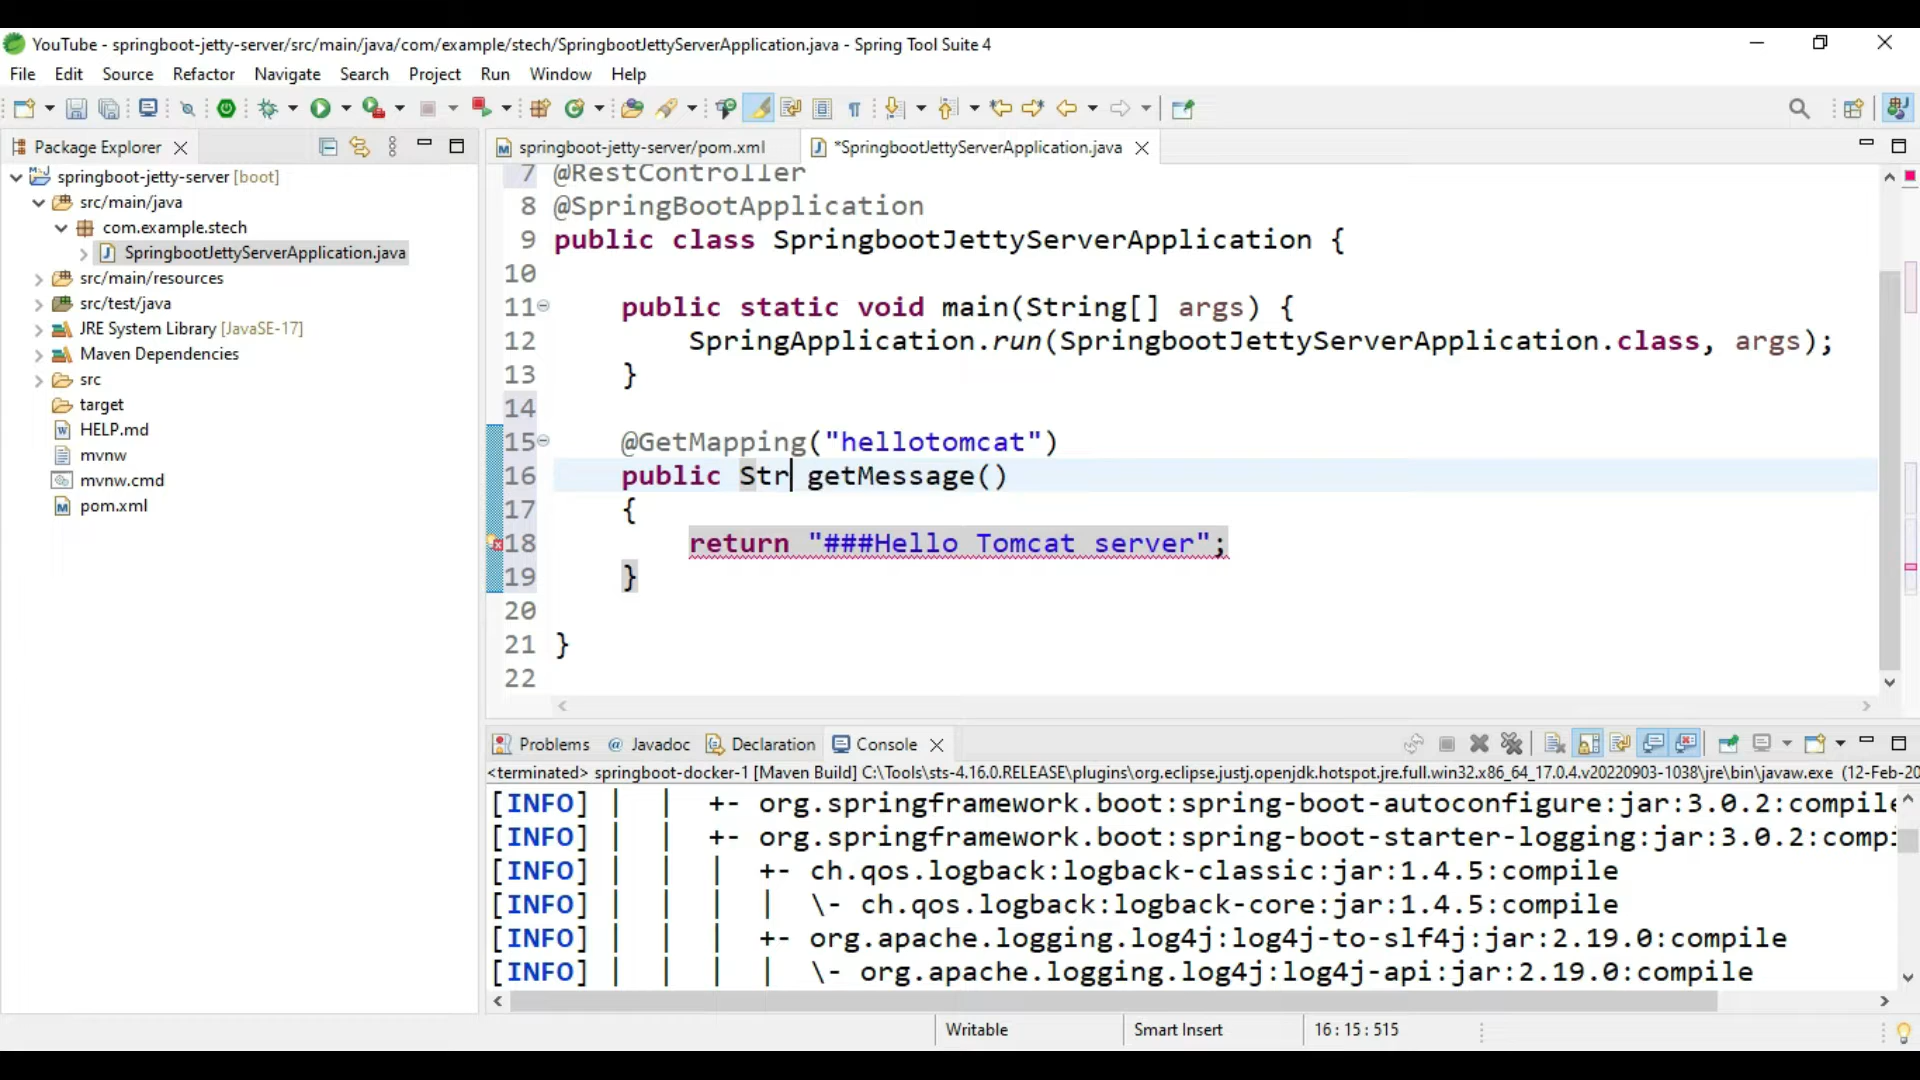 YouTube - springboot-jetty-server/src/main/java/com/example/stech/SpringbootJettyServerApplication.java - Spring Tool Suite 4
File Edit Source Refactor Navigate Search Project Run Window Help
Package Explorer
springboot-jetty-server [boot]
src/main/java
com.example.stech
SpringbootJettyServerApplication.java
src/main/resources
src/test/java
JRE System Library [JavaSE-17]
Maven Dependencies
src
target
HELP.md
mvnw
mvnw.cmd
pom.xml
springboot-jetty-server/pom.xml *SpringbootJettyServerApplication.java
7 @RestController
8 @SpringBootApplication
9 public class SpringbootJettyServerApplication {
10
11 public static void main(String[] args) {
12 SpringApplication.run(SpringbootJettyServerApplication.class, args);
13 }
14
15 @GetMapping("hellotomcat")
16 public Str getMessage()
17 {
18 return "###Hello Tomcat server";
19 }
20
21 }
22
Problems @ Javadoc Declaration Console
<terminated> springboot-docker-1 [Maven Build] C:\Tools\sts-4.16.0.RELEASE\plugins\org.eclipse.justj.openjdk.hotspot.jre.full.win32.x86_64_17.0.4.v20220903-1038\jre\bin\javaw.exe (12-Feb-20
[INFO] | | +- org.springframework.boot:spring-boot-autoconfigure:jar:3.0.2:compile
[INFO] | | +- org.springframework.boot:spring-boot-starter-logging:jar:3.0.2:compi
[INFO] | | | +- ch.qos.logback:logback-classic:jar:1.4.5:compile
[INFO] | | | | \- ch.qos.logback:logback-core:jar:1.4.5:compile
[INFO] | | | +- org.apache.logging.log4j:log4j-to-slf4j:jar:2.19.0:compile
[INFO] | | | | \- org.apache.logging.log4j:log4j-api:jar:2.19.0:compile
Writable Smart Insert 16 : 15 : 515